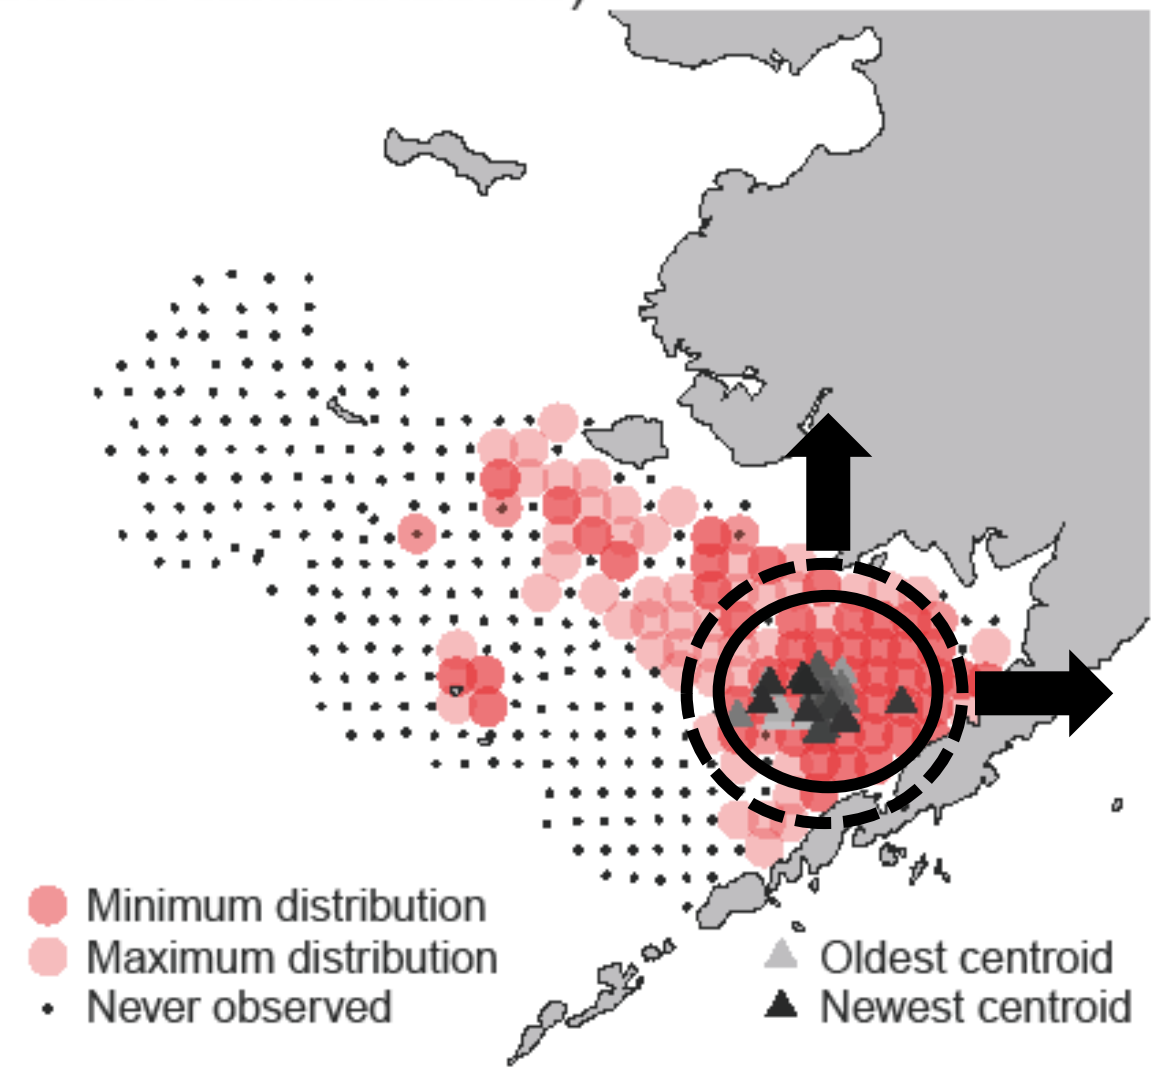 Minimum distribution
Maximum distribution
Never observed
Oldest centroid
Newest centroid